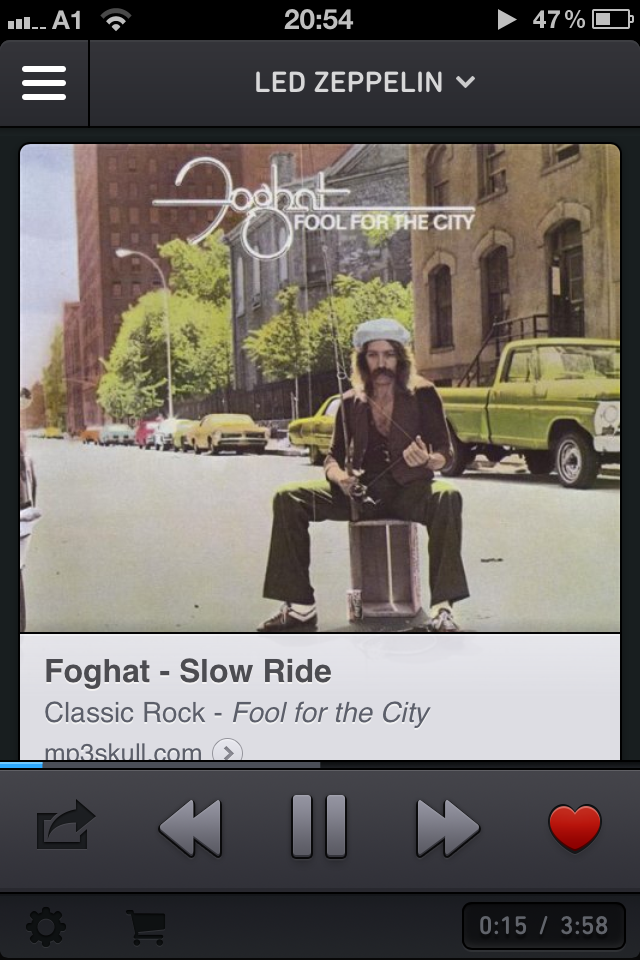 A1 20:54 47%
LED ZEPPELIN
Foghat
FOOL FOR THE CITY
Foghat - Slow Ride
Classic Rock - Fool for the City
mp3skull.com
0:15 / 3:58